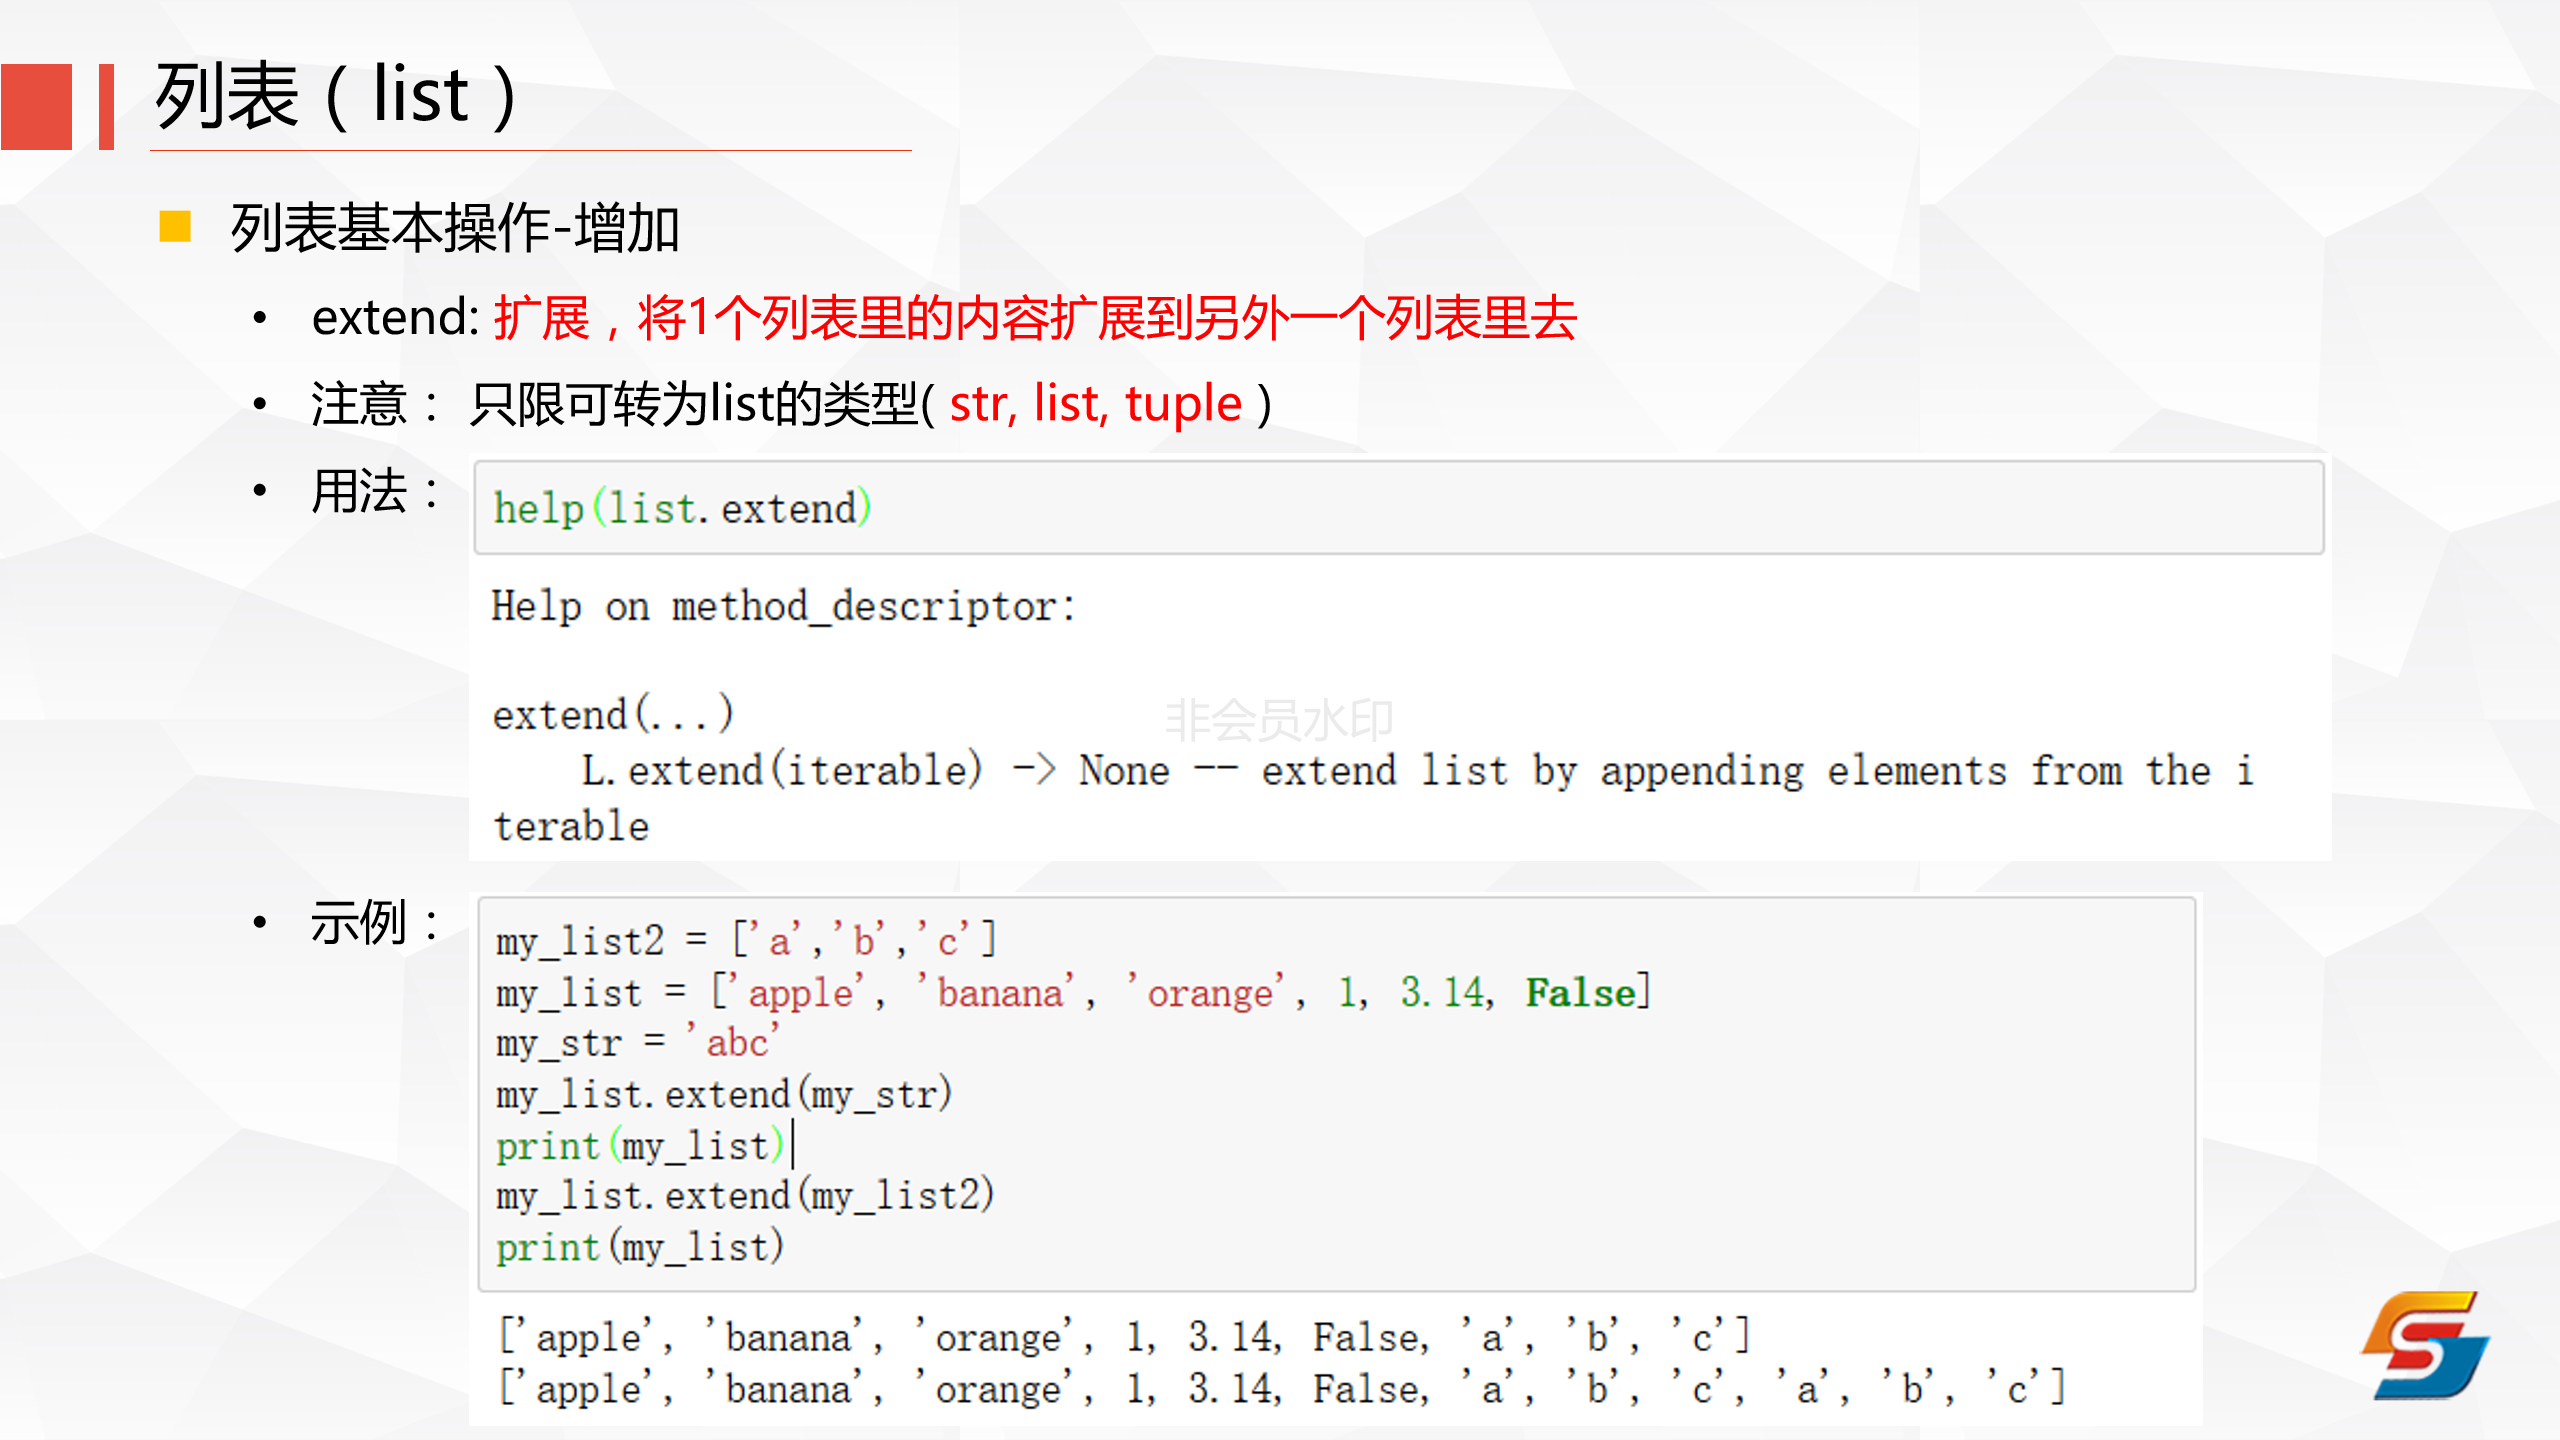 列表（list）
列表基本操作-增加
• extend: 扩展，将1个列表里的内容扩展到另外一个列表里去
• 注意： 只限可转为list的类型( str, list, tuple )
• 用法：
help(list.extend)
Help on method_descriptor:
extend(...)
    L.extend(iterable) -> None -- extend list by appending elements from the i
terable
非会员水印
• 示例：
my_list2 = ['a','b','c']
my_list = ['apple', 'banana', 'orange', 1, 3.14, False]
my_str = 'abc'
my_list.extend(my_str)
print(my_list)
my_list.extend(my_list2)
print(my_list)
['apple', 'banana', 'orange', 1, 3.14, False, 'a', 'b', 'c']
['apple', 'banana', 'orange', 1, 3.14, False, 'a', 'b', 'c', 'a', 'b', 'c']